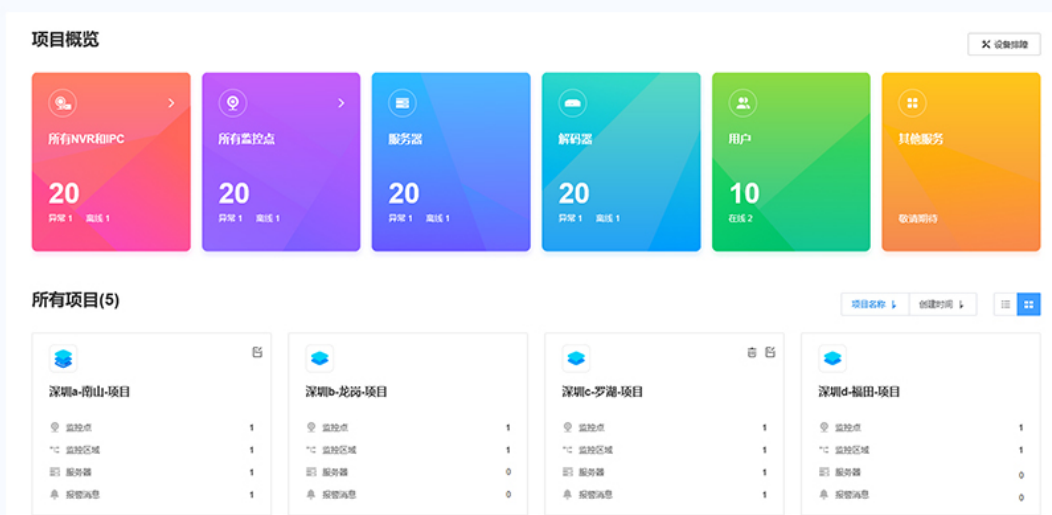 项目概览
设备排障
所有NVR和IPC
所有监控点
服务器
解码器
用户
其他服务
20
20
20
20
10
异常 1 离线 1
异常 1 离线 1
异常 1 离线 1
异常 1 离线 1
在线 2
敬请期待
所有项目(5)
项目名称
创建时间
深圳a-南山-项目
深圳b-龙岗-项目
深圳c-罗湖-项目
深圳d-福田-项目
监控点 1
监控点 1
监控点 1
监控点 1
监控区域 1
监控区域 1
监控区域 1
监控区域 1
服务器 1
服务器 0
服务器 1
服务器 0
报警消息 1
报警消息 0
报警消息 1
报警消息 0